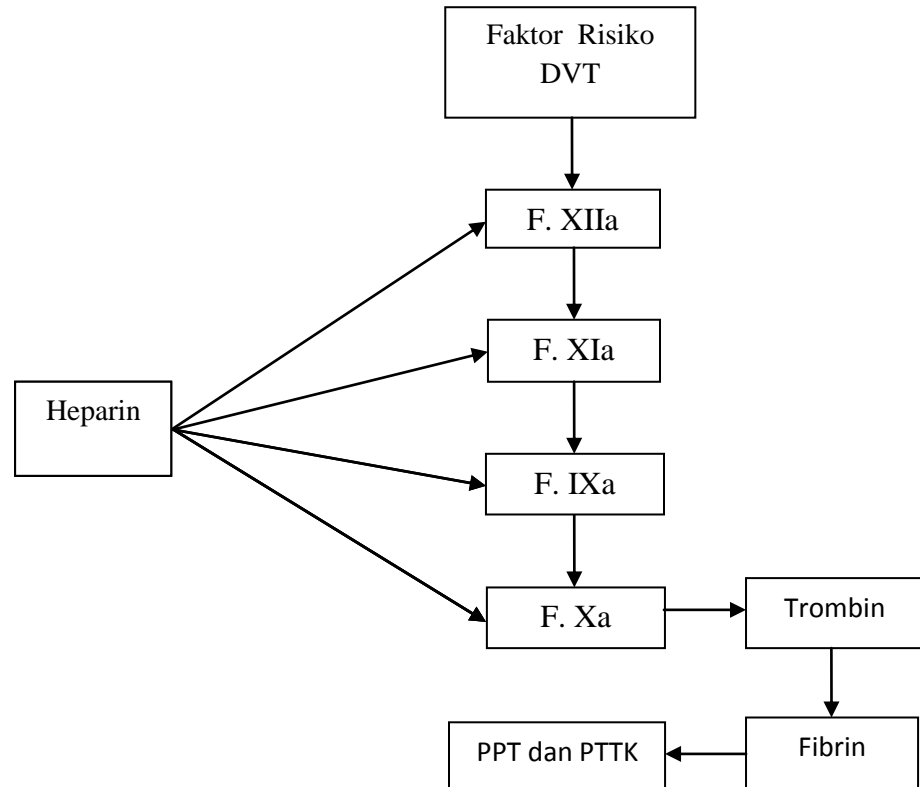 Faktor Risiko
DVT
F. XIIa
F. XIa
Heparin
F. IXa
F. Xa
Trombin
PPT dan PTTK
Fibrin